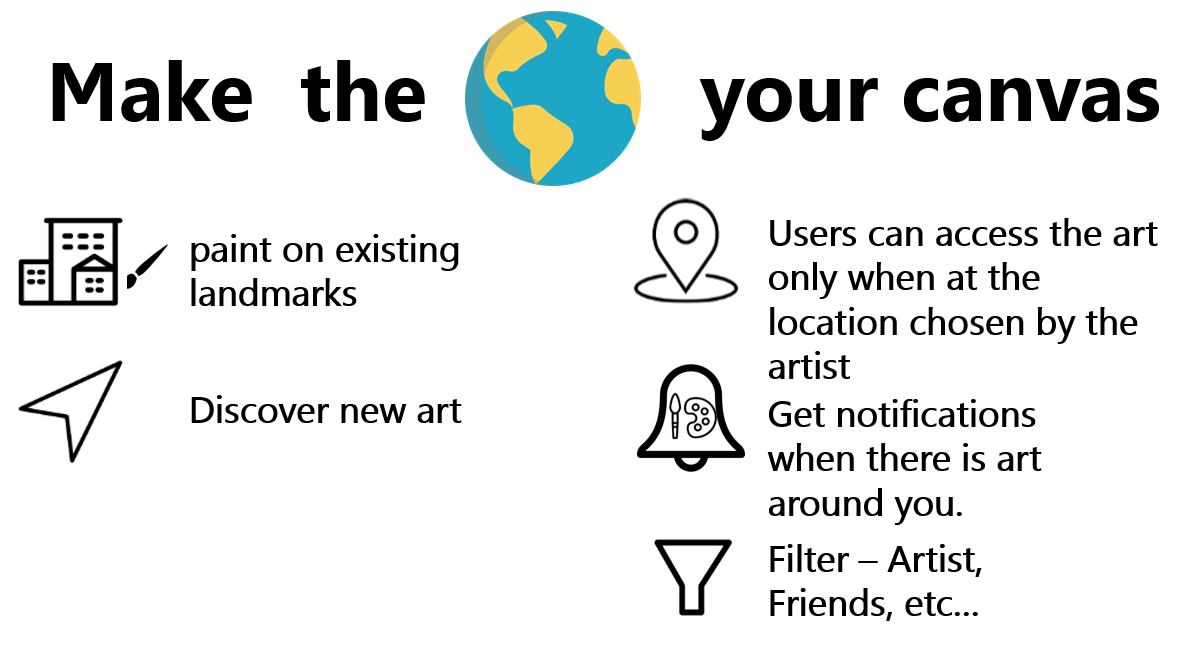 Make the your canvas
paint on existing
landmarks
Discover new art
Users can access the art
only when at the
location chosen by the
artist
Get notifications
when there is art
around you.
Filter – Artist,
Friends, etc...